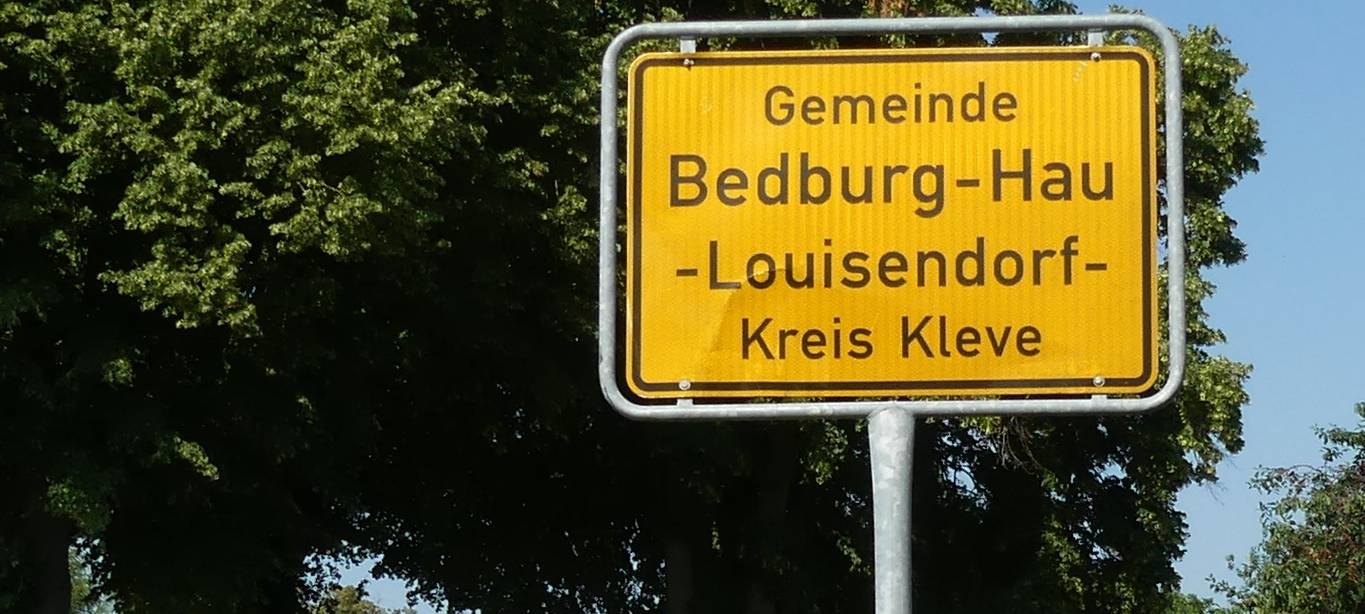 Gemeinde
Bedburg-Hau
-Louisendorf-
Kreis Kleve